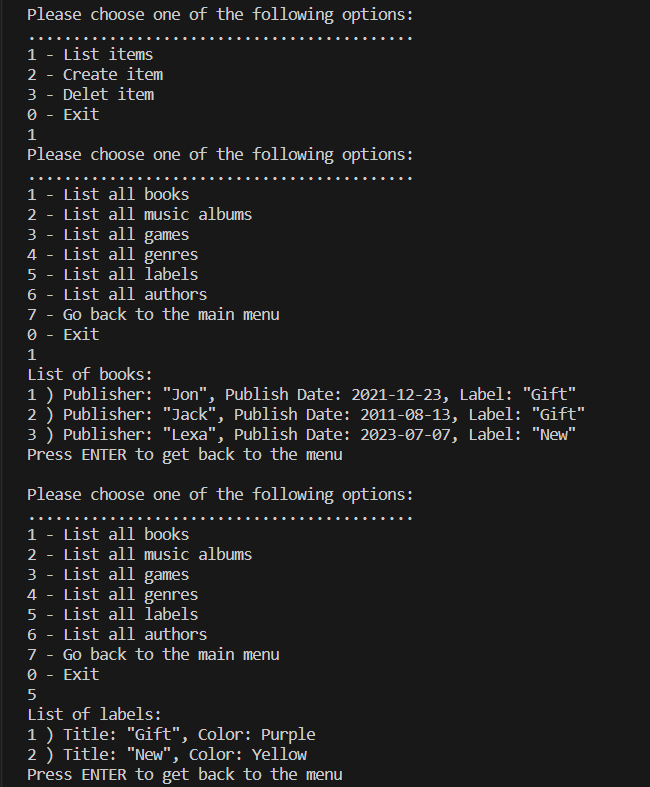 Please choose one of the following options:
...........................................
1 - List items
2 - Create item
3 - Delet item
0 - Exit
1
Please choose one of the following options:
...........................................
1 - List all books
2 - List all music albums
3 - List all games
4 - List all genres
5 - List all labels
6 - List all authors
7 - Go back to the main menu
0 - Exit
1
List of books:
1 ) Publisher: "Jon", Publish Date: 2021-12-23, Label: "Gift"
2 ) Publisher: "Jack", Publish Date: 2011-08-13, Label: "Gift"
3 ) Publisher: "Lexa", Publish Date: 2023-07-07, Label: "New"
Press ENTER to get back to the menu
Please choose one of the following options:
...........................................
1 - List all books
2 - List all music albums
3 - List all games
4 - List all genres
5 - List all labels
6 - List all authors
7 - Go back to the main menu
0 - Exit
5
List of labels:
1 ) Title: "Gift", Color: Purple
2 ) Title: "New", Color: Yellow
Press ENTER to get back to the menu